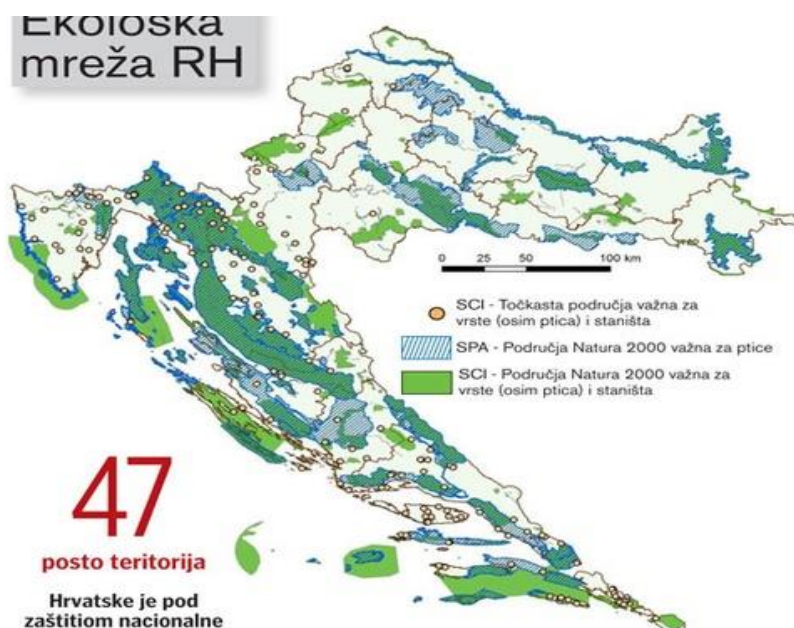 Ekološka
mreža RH
0 25 50 100 km
SCI - Točkasta područja važna za
vrste (osim ptica) i staništa
SPA - Područja Natura 2000 važna za ptice
SCI - Područja Natura 2000 važna za
vrste (osim ptica) i staništa
47
posto teritorija
Hrvatske je pod
zaštitiom nacionalne